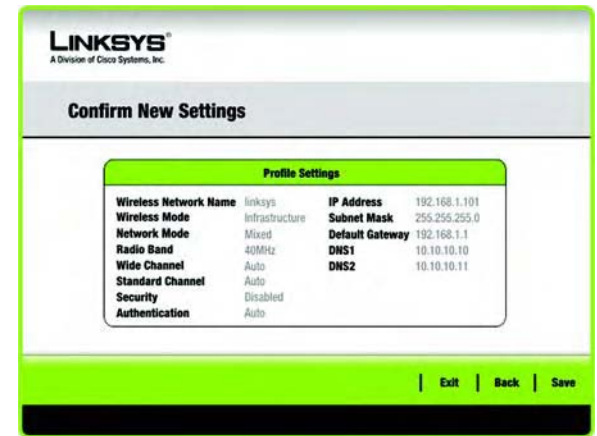 LINKSYS®
A Division of Cisco Systems, Inc.
Confirm New Settings
Profile Settings
Wireless Network Name linksys
Wireless Mode Infrastructure
Network Mode Mixed
Radio Band 40MHz
Wide Channel Auto
Standard Channel Auto
Security Disabled
Authentication Auto
IP Address 192.168.1.101
Subnet Mask 255.255.255.0
Default Gateway 192.168.1.1
DNS1 10.10.10.10
DNS2 10.10.10.11
Exit | Back | Save